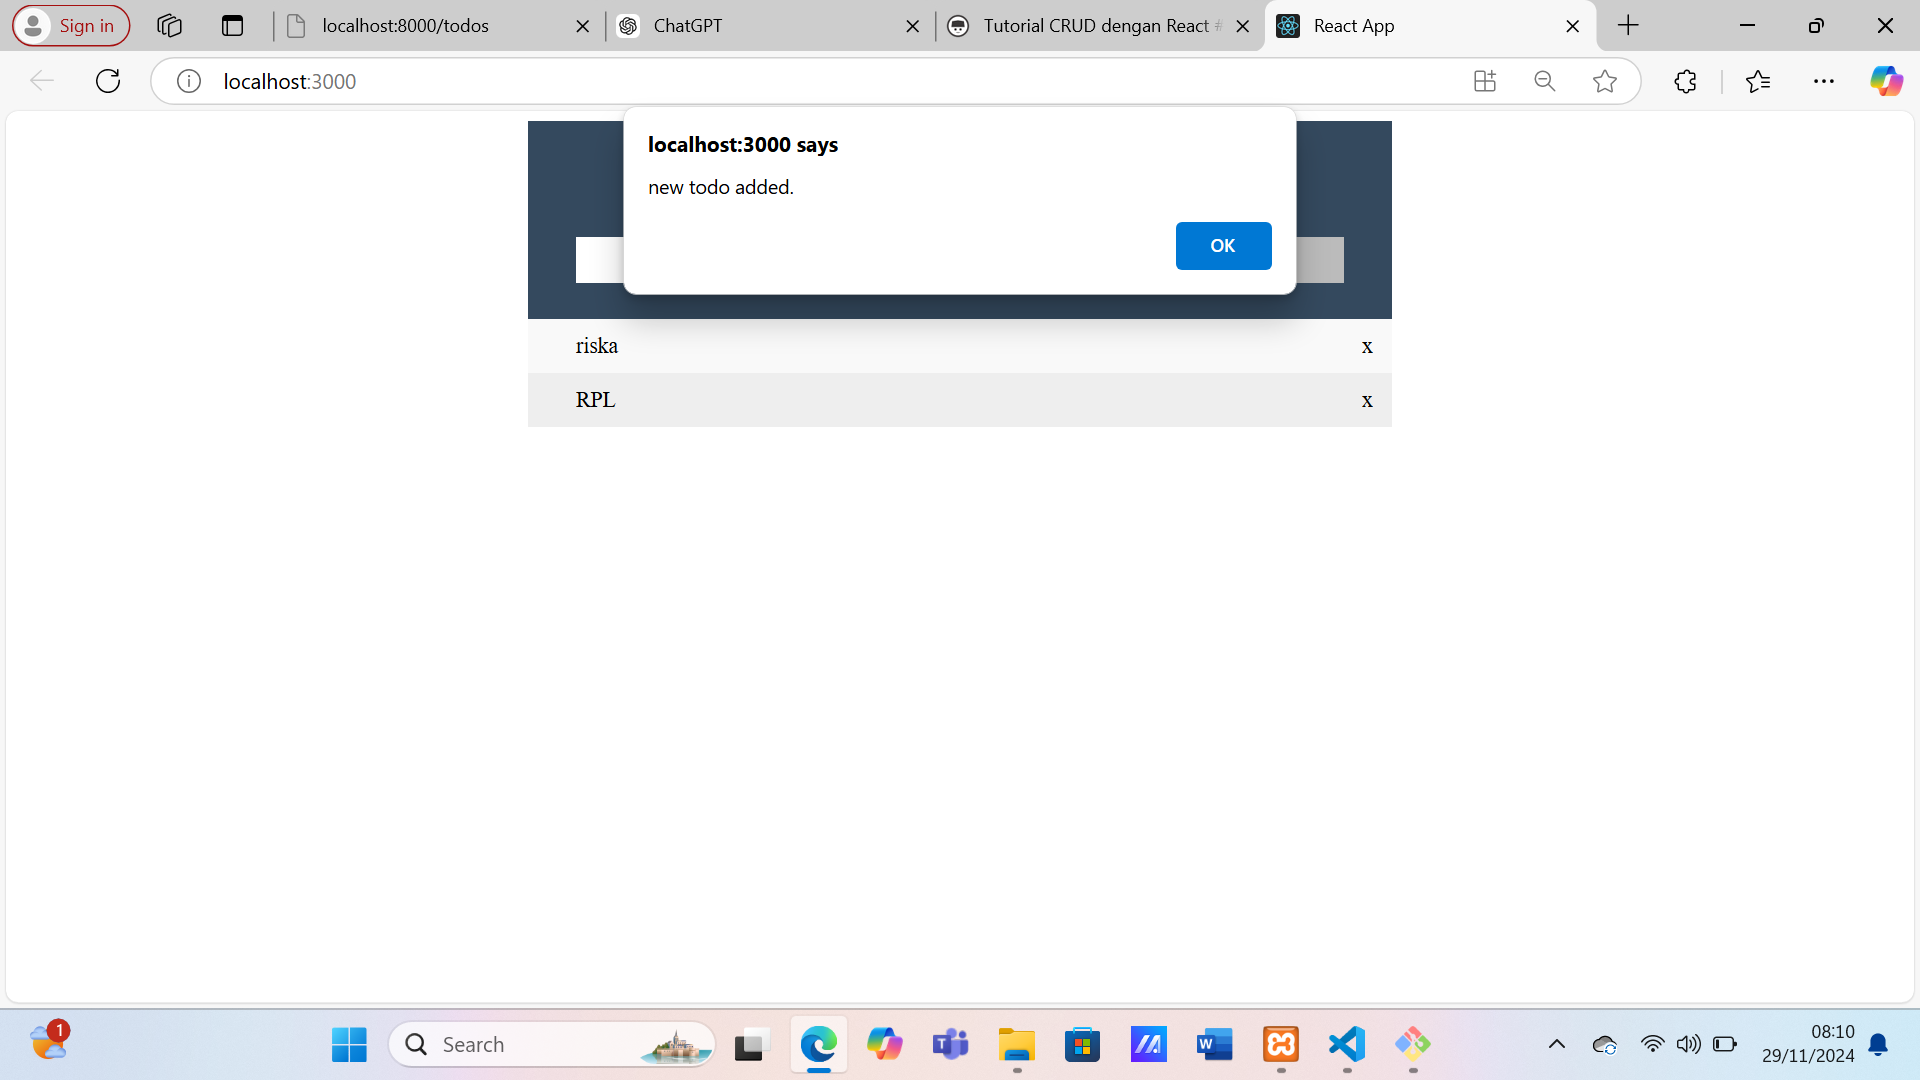 Sign in
localhost:8000/todos
ChatGPT
Tutorial CRUD dengan React #
React App
localhost:3000
localhost:3000 says
new todo added.
OK
riska
x
RPL
x
1
Search
08:10
29/11/2024